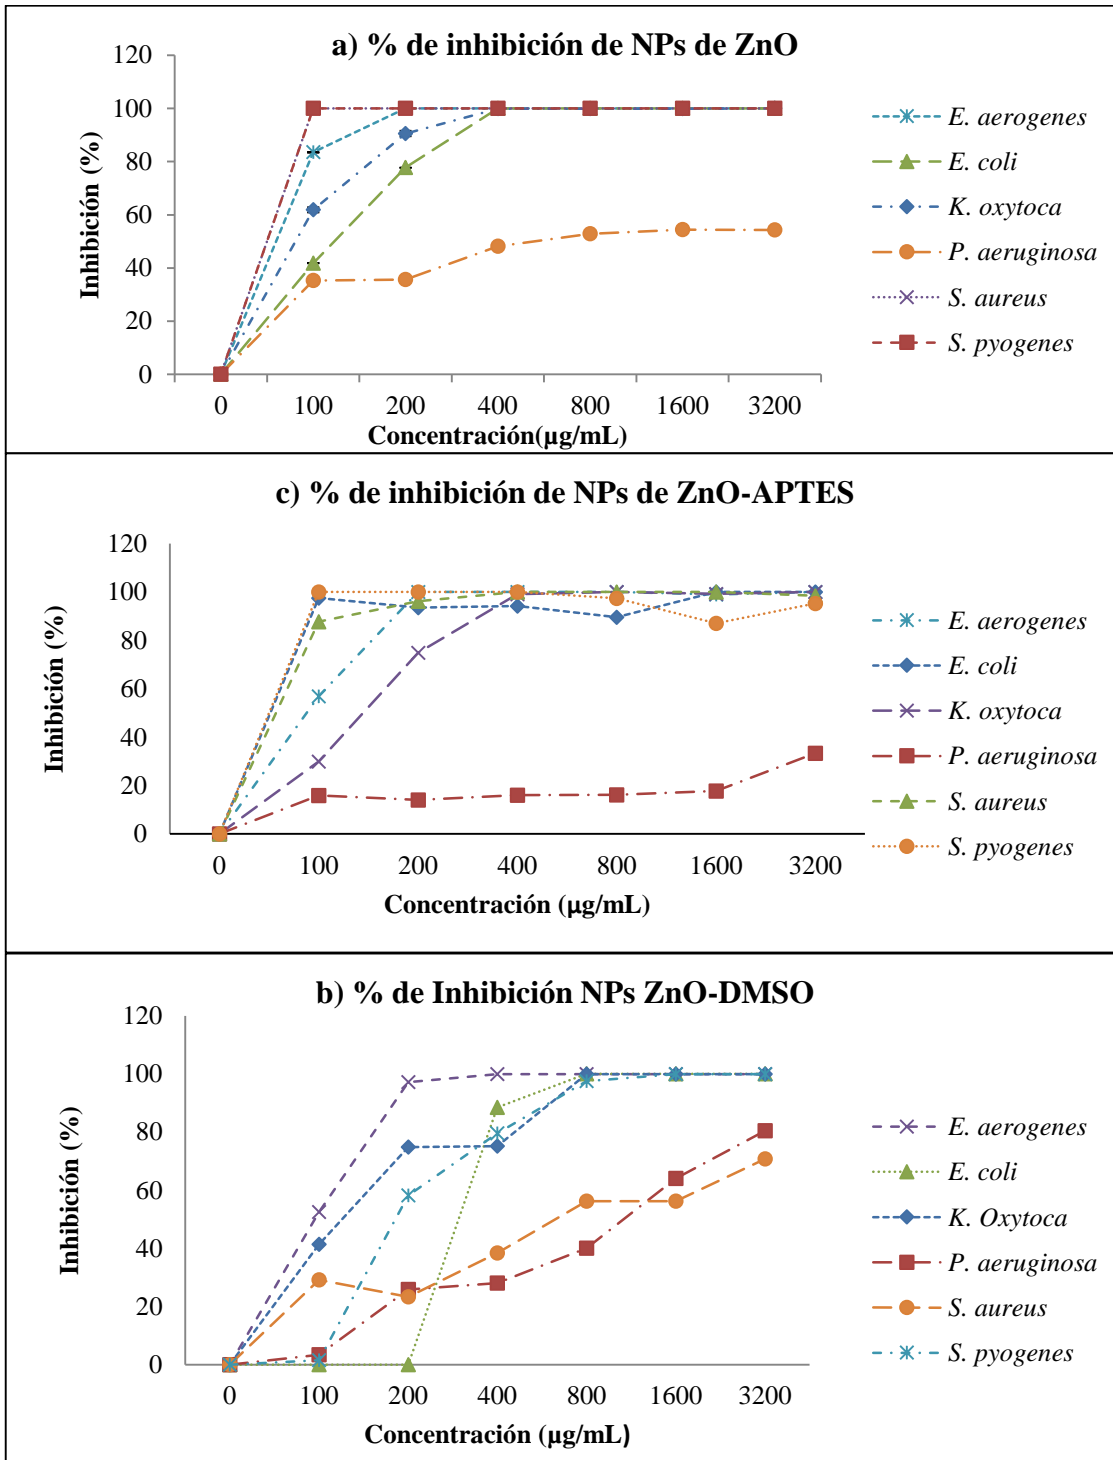 a) % de inhibición de NPs de ZnO
120
100
80
60
40
20
0
Inhibición (%)
0 100 200 400 800 1600 3200
Concentración(µg/mL)
E. aerogenes
E. coli
K. oxytoca
P. aeruginosa
S. aureus
S. pyogenes
c) % de inhibición de NPs de ZnO-APTES
120
100
80
60
40
20
0
Inhibición (%)
0 100 200 400 800 1600 3200
Concentración (µg/mL)
E. aerogenes
E. coli
K. oxytoca
P. aeruginosa
S. aureus
S. pyogenes
b) % de Inhibición NPs ZnO-DMSO
120
100
80
60
40
20
0
Inhibición (%)
0 100 200 400 800 1600 3200
Concentración (µg/mL)
E. aerogenes
E. coli
K. Oxytoca
P. aeruginosa
S. aureus
S. pyogenes